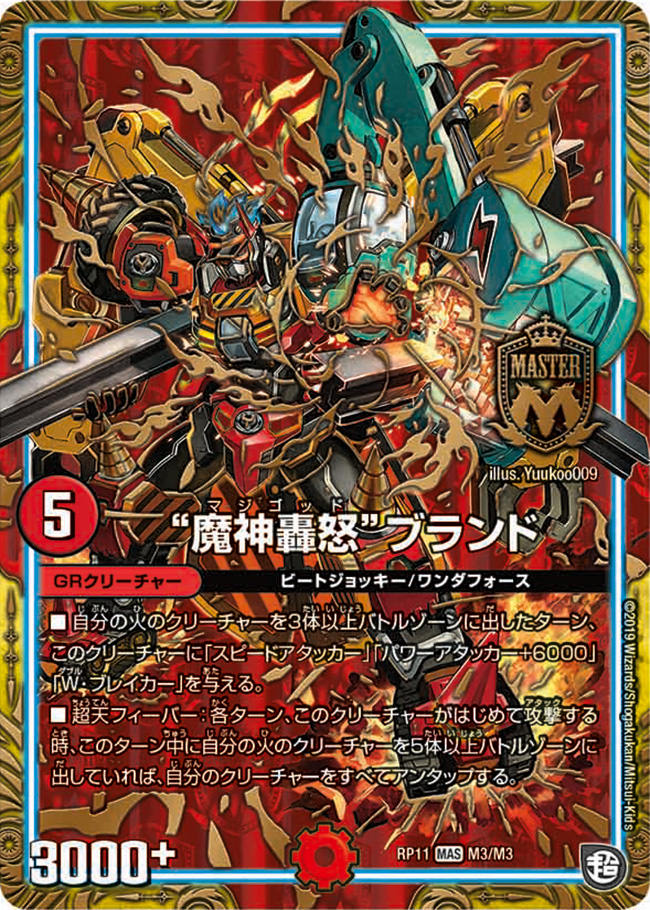 MASTER
M
illus. Yuukoo009
5
マジゴッド
“魔神轟怒”ブランド
GRクリーチャー
ビートジョッキー/ワンダフォース
■自分の火のクリーチャーを3体以上バトルゾーンに出したターン、
このクリーチャーに「スピードアタッカー」「パワーアタッカー+6000」
「W・ブレイカー」を与える。
■超天フィーバー:各ターン、このクリーチャーがはじめて攻撃する
時、このターン中に自分の火のクリーチャーを5体以上バトルゾーンに
出していれば、自分のクリーチャーをすべてアンタップする。
©2019 Wizards/Shogakukan/Mitsui-Kids
3000+
RP11 MAS M3/M3
超